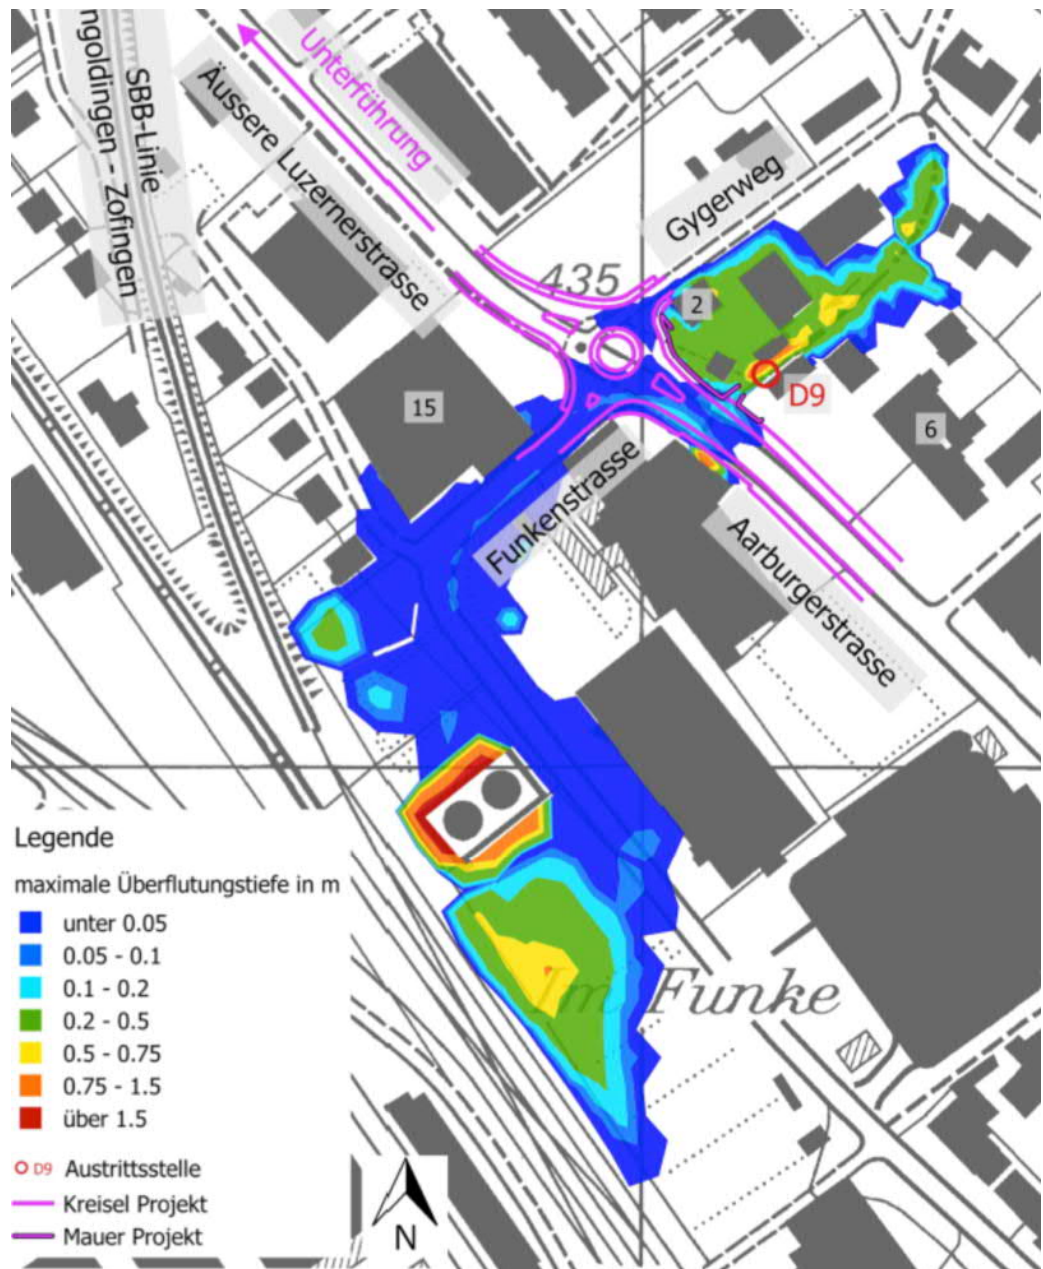 ngoldingen - Zofingen
SBB-Linie
Äussere Luzernerstrasse
Unterführung
Gygerweg
435
2
D9
15
6
Funkenstrasse
Aarburgerstrasse
Im Funke
Legende
maximale Überflutungstiefe in m
unter 0.05
0.05 - 0.1
0.1 - 0.2
0.2 - 0.5
0.5 - 0.75
0.75 - 1.5
über 1.5
D9 Austrittsstelle
Kreisel Projekt
Mauer Projekt
N